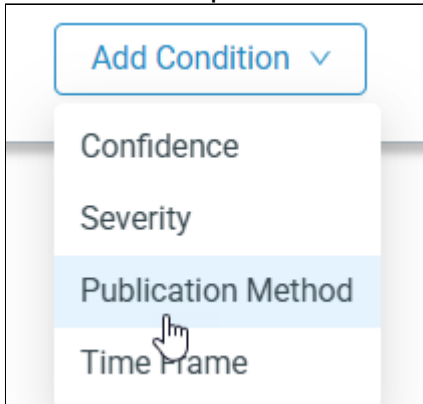 Add Condition
Confidence
Severity
Publication Method
Time Frame